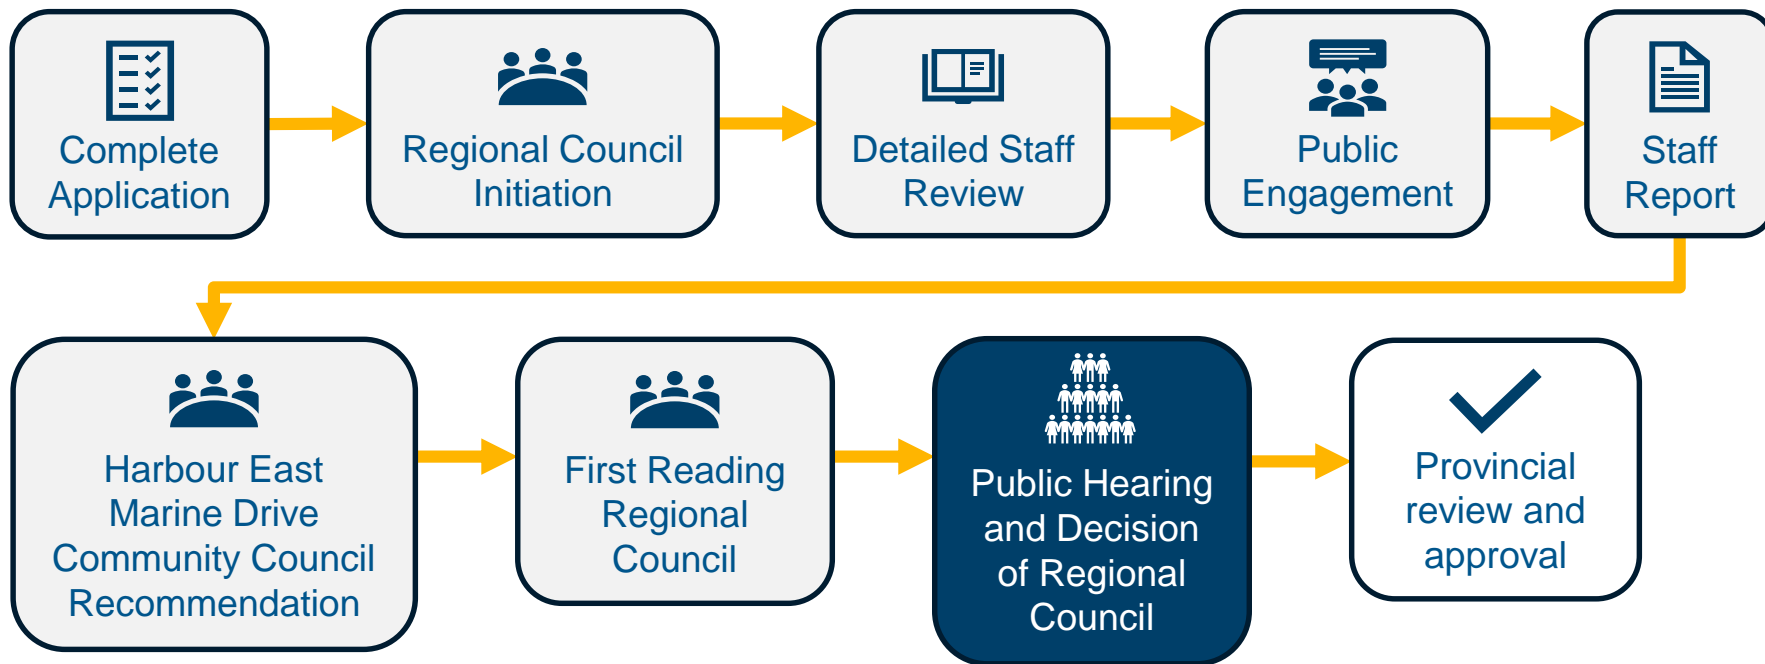 Complete
Application
Regional Council
Initiation
Detailed Staff
Review
Public
Engagement
Staff
Report
Harbour East
Marine Drive
Community Council
Recommendation
First Reading
Regional
Council
Public Hearing
and Decision
of Regional
Council
Provincial
review and
approval